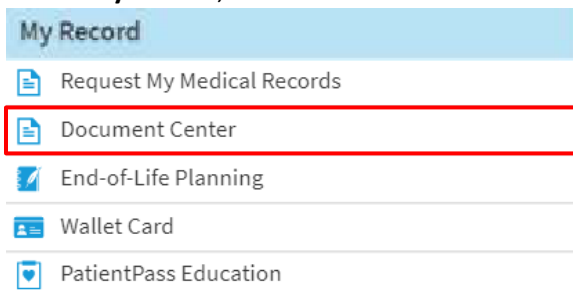 My Record
Request My Medical Records
Document Center
End-of-Life Planning
Wallet Card
PatientPass Education